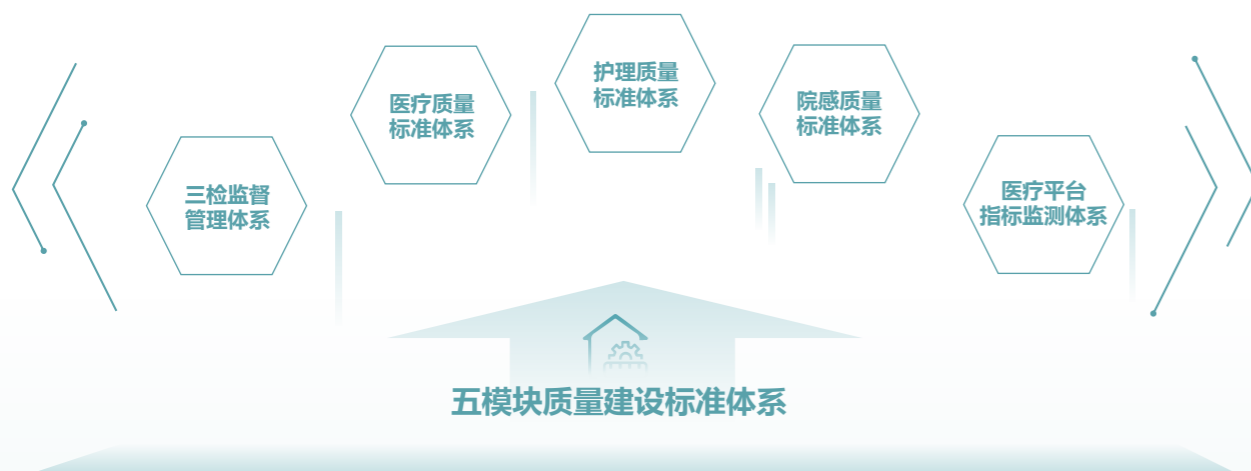 三检监督
管理体系
医疗质量
标准体系
护理质量
标准体系
院感质量
标准体系
医疗平台
指标监测体系
五模块质量建设标准体系